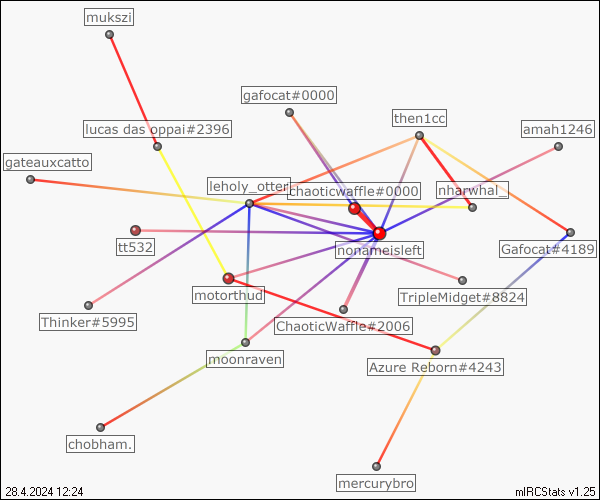 mukszi
gafocat#0000
then1cc
lucas das oppai#2396
amah1246
gateauxcatto
leholy_otter
chaoticwaffle#0000
nharwhal_
tt532
nonameisleft
Gafocat#4189
motorthud
TripleMidget#8824
Thinker#5995
ChaoticWaffle#2006
moonraven
Azure Reborn#4243
chobham.
mercurybro
28.4.2024 12:24
mIRCStats v1.25